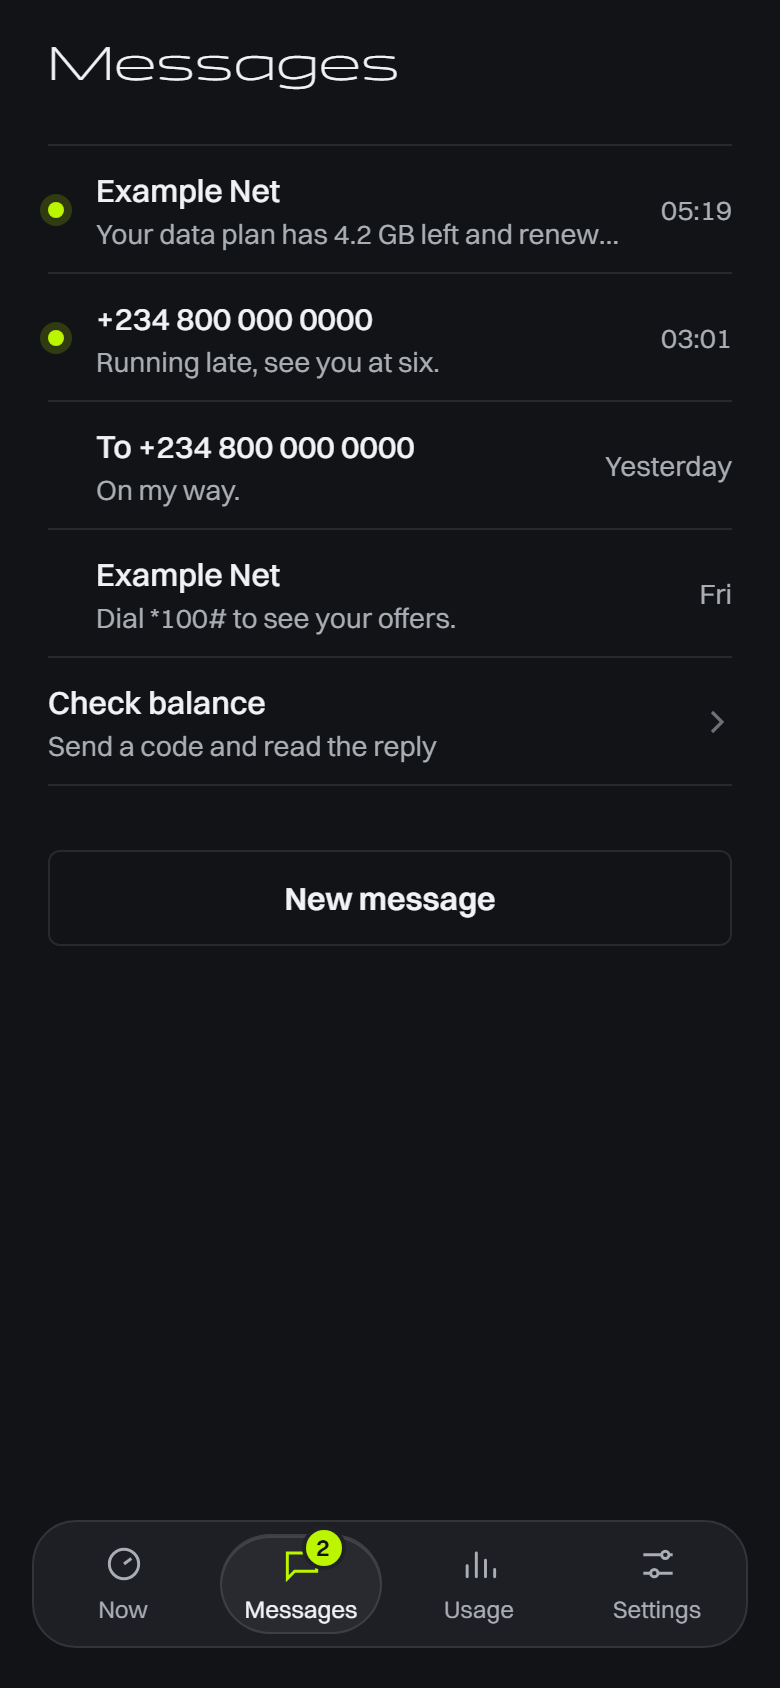 Messages
Example Net
05:19
Your data plan has 4.2 GB left and renew...
+234 800 000 0000
03:01
Running late, see you at six.
To +234 800 000 0000
Yesterday
On my way.
Example Net
Fri
Dial *100# to see your offers.
Check balance
Send a code and read the reply
New message
2
Now
Messages
Usage
Settings